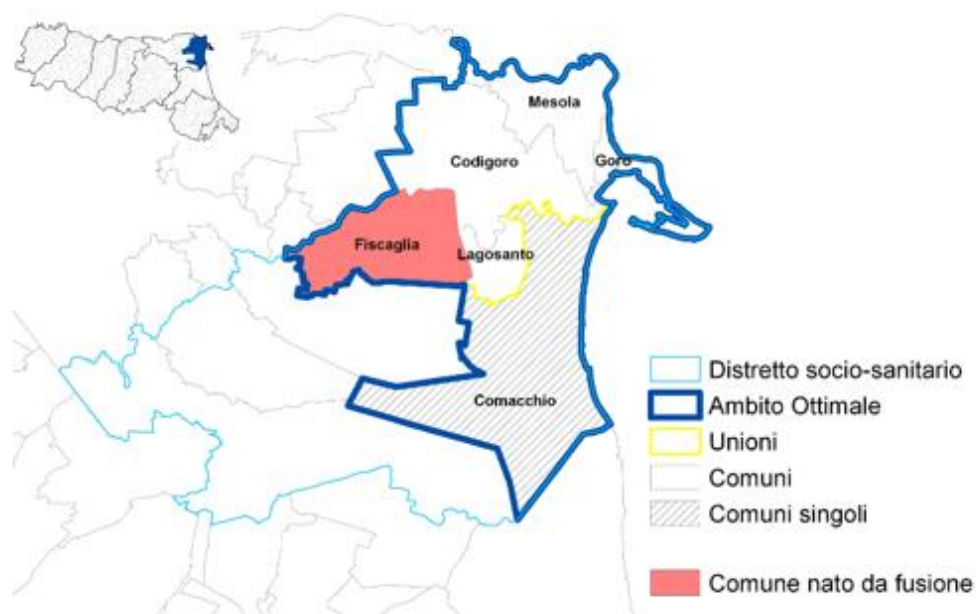 Mesola
Codigoro
Goro
Fiscaglia
Lagosanto
Comacchio
Distretto socio-sanitario
Ambito Ottimale
Unioni
Comuni
Comuni singoli
Comune nato da fusione